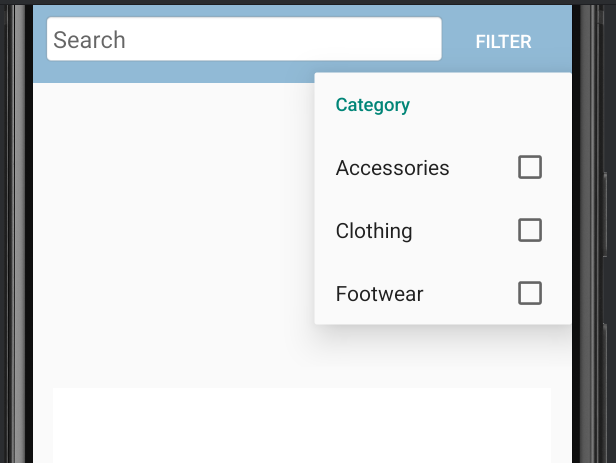 Search
FILTER
Category
Accessories
Clothing
Footwear